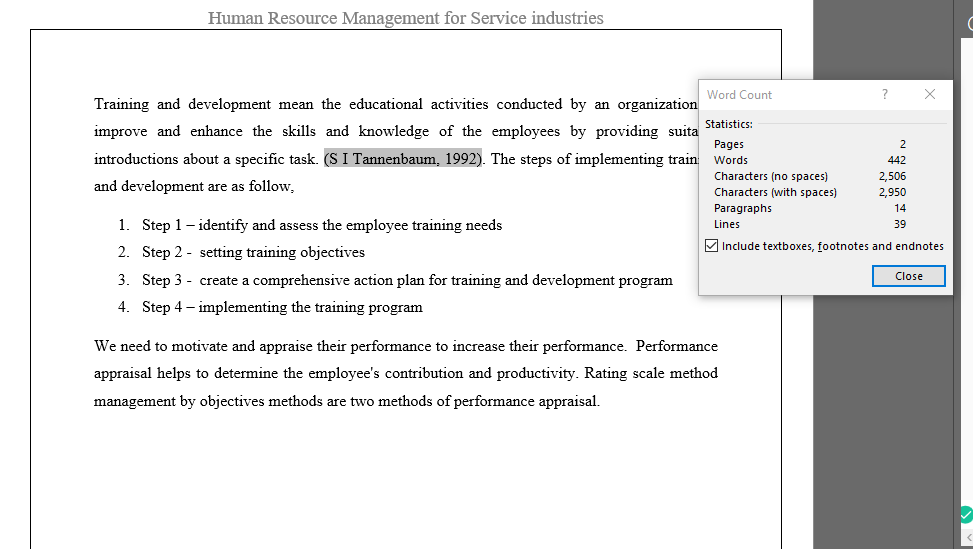 Human Resource Management for Service industries
Training and development mean the educational activities conducted by an organization
improve and enhance the skills and knowledge of the employees by providing
introductions about a specific task. (S I Tannenbaum, 1992). The steps of implementing
and development are as follow,
1. Step 1 – identify and assess the employee training needs
2. Step 2 - setting training objectives
3. Step 3 - create a comprehensive action plan for training and development program
4. Step 4 – implementing the training program
We need to motivate and appraise their performance to increase their performance. Performance
appraisal helps to determine the employee's contribution and productivity. Rating scale method
management by objectives methods are two methods of performance appraisal.
Word Count ?
Statistics:
Pages 2
Words 442
Characters (no spaces) 2,506
Characters (with spaces) 2,950
Paragraphs 14
Lines 39
Include textboxes, footnotes and endnotes
Close